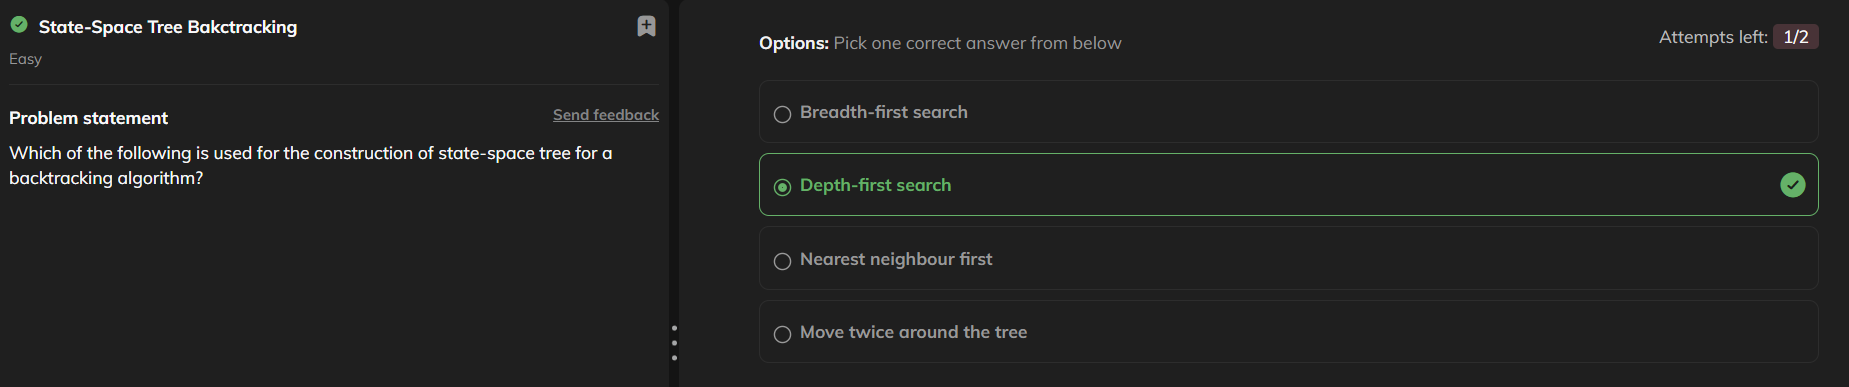 State-Space Tree Bakctracking
Easy
Problem statement
Send feedback
Which of the following is used for the construction of state-space tree for a
backtracking algorithm?
Options: Pick one correct answer from below
Attempts left: 1/2
Breadth-first search
Depth-first search
Nearest neighbour first
Move twice around the tree